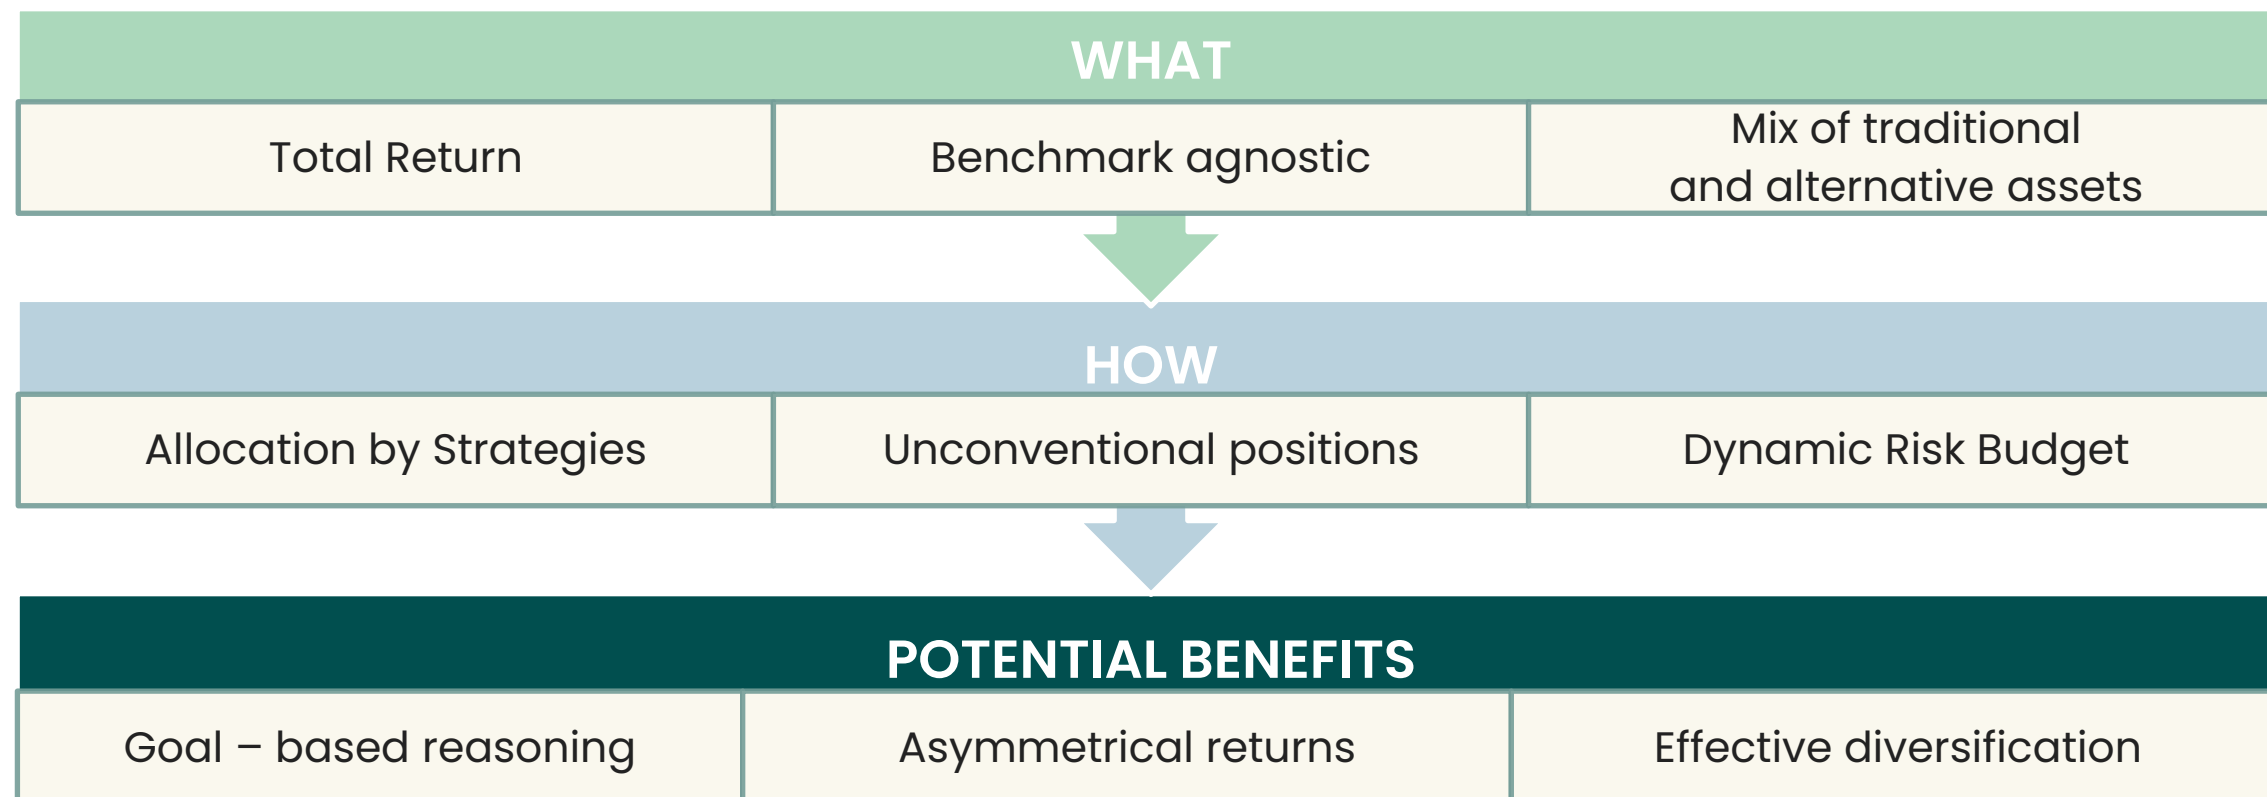 WHAT
Total Return
Benchmark agnostic
Mix of traditional
and alternative assets
HOW
Allocation by Strategies
Unconventional positions
Dynamic Risk Budget
POTENTIAL BENEFITS
Goal – based reasoning
Asymmetrical returns
Effective diversification